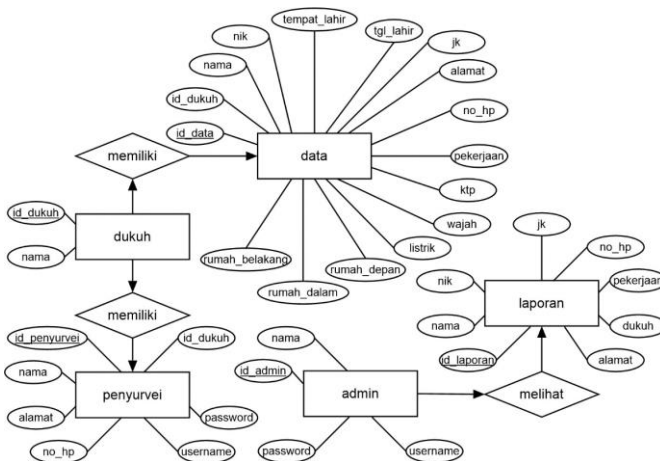 tempat_lahir
tgl_lahir
nik
jk
nama
alamat
id_dukuh
no_hp
id_data
memiliki
data
pekerjaan
ktp
id_dukuh
wajah
dukuh
jk
listrik
nama
rumah_belakang
no_hp
rumah_depan
nik
pekerjaan
rumah_dalam
laporan
memiliki
nama
dukuh
id_penyurvei
id_dukuh
nama
id_laporan
alamat
nama
id_admin
penyurvei
admin
melihat
alamat
password
no_hp
username
password
username